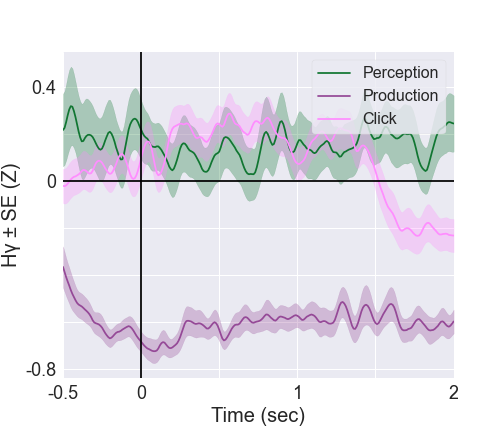 Perception
Production
Click
0.4
0
-0.8
Hγ ± SE (Z)
-0.5
0
1
2
Time (sec)